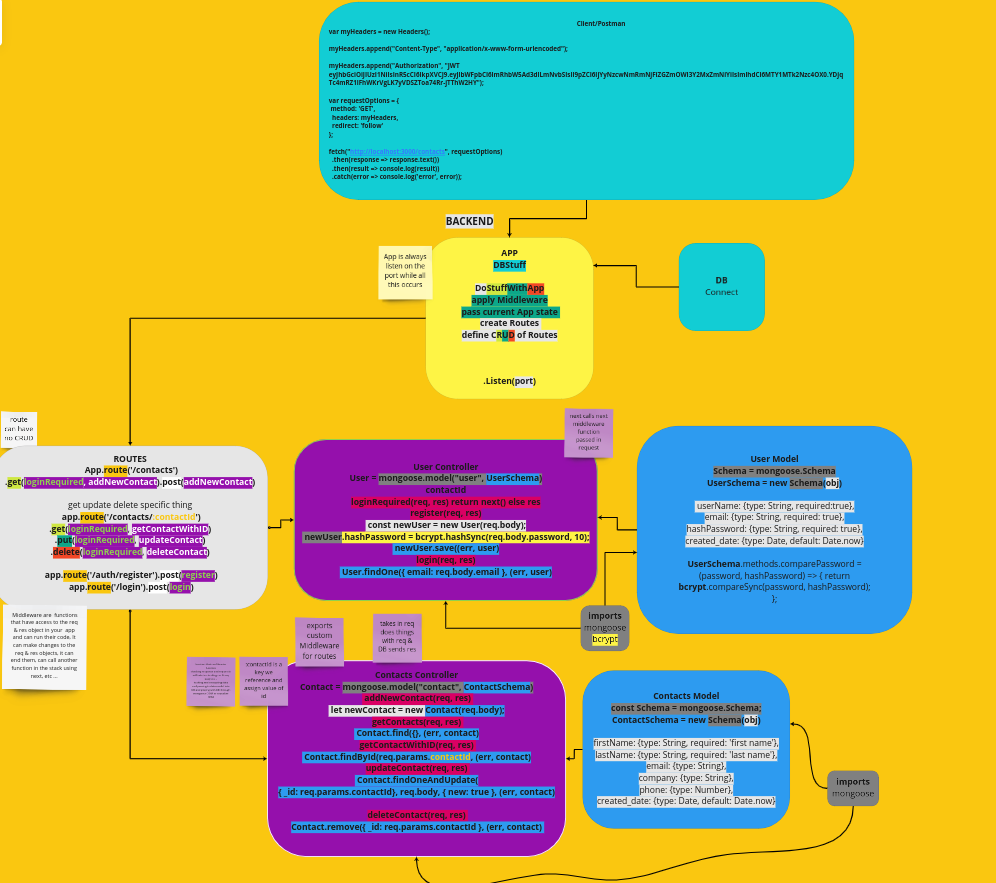 Client/Postman
var myHeaders = new Headers();
myHeaders.append("Content-Type", "application/x-www-form-urlencoded");
myHeaders.append("Authorization", "JWT
var requestOptions = {
method: 'GET',
headers: myHeaders,
redirect: 'follow'
};
fetch("http://localhost:3000/contacts", requestOptions)
.then(response => response.text())
.then(result => console.log(result))
.catch(error => console.log('error', error));
BACKEND
App is always
listen on the
port while all
this occurs
APP
DBStuff
DoStuffWithApp
apply Middleware
pass current App state
create Routes
define CRUD of Routes
.Listen(port)
DB
Connect
route
can have
no CRUD
ROUTES
App.route('/contacts')
.get(loginRequired, addNewContact).post(addNewContact)
get update delete specific thing
app.route('/contacts/:contactId')
.get(loginRequired, getContactWithID)
.put(loginRequired, updateContact)
.delete(loginRequired, deleteContact)
app.route('/auth/register').post(register)
app.route('/login').post(login)
Middleware are functions
that have access to the req
& res object in your app
and can run their code. It
can make changes to the
req & res objects, it can
end them, can call another
function in the stack using
next, etc ...
next calls next
middleware
function
passed in
request
User Controller
User = mongoose.model("user", UserSchema)
contactid
loginRequired(req, res) return next() else res
register(req, res)
const newUser = new User(req.body);
newUser.hashPassword = bcrypt.hashSync(req.body.password, 10);
newUser.save((err, user)
login(req, res)
User.findOne({ email: req.body.email }, (err, user)
User Model
Schema = mongoose.Schema
UserSchema = new Schema(obj)
userName: {type: String, required:true},
email: {type: String, required: true},
hashPassword: {type: String, required: true},
created_date: {type: Date, default: Date.now}
UserSchema.methods.comparePassword =
(password, hashPassword) => { return
bcrypt.compareSync(password, hashPassword);
};
imports
mongoose
bcrypt
exports
custom
Middleware
for routes
takes in req
does things
with req &
DB sends res
:contactId is a
key we
reference and
assign value of
id
Contacts Controller
Contact = mongoose.model("contact", ContactSchema)
addNewContact(req, res)
let newContact = new Contact(req.body);
getContacts(req, res)
Contact.find({}, (err, contact)
getContactWithID(req, res)
Contact.findById(req.params.contactId, (err, contact)
updateContact(req, res)
Contact.findOneAndUpdate(
{ _id: req.params.contactId}, req.body, { new: true }, (err, contact)
deleteContact(req, res)
Contact.remove({ _id: req.params.contactId }, (err, contact)
Contacts Model
const Schema = mongoose.Schema;
ContactSchema = new Schema(obj)
firstName: {type: String, required: 'first name'},
lastName: {type: String, required: 'last name'},
email: {type: String},
company: {type: String},
phone: {type: Number},
created_date: {type: Date, default: Date.now}
imports
mongoose